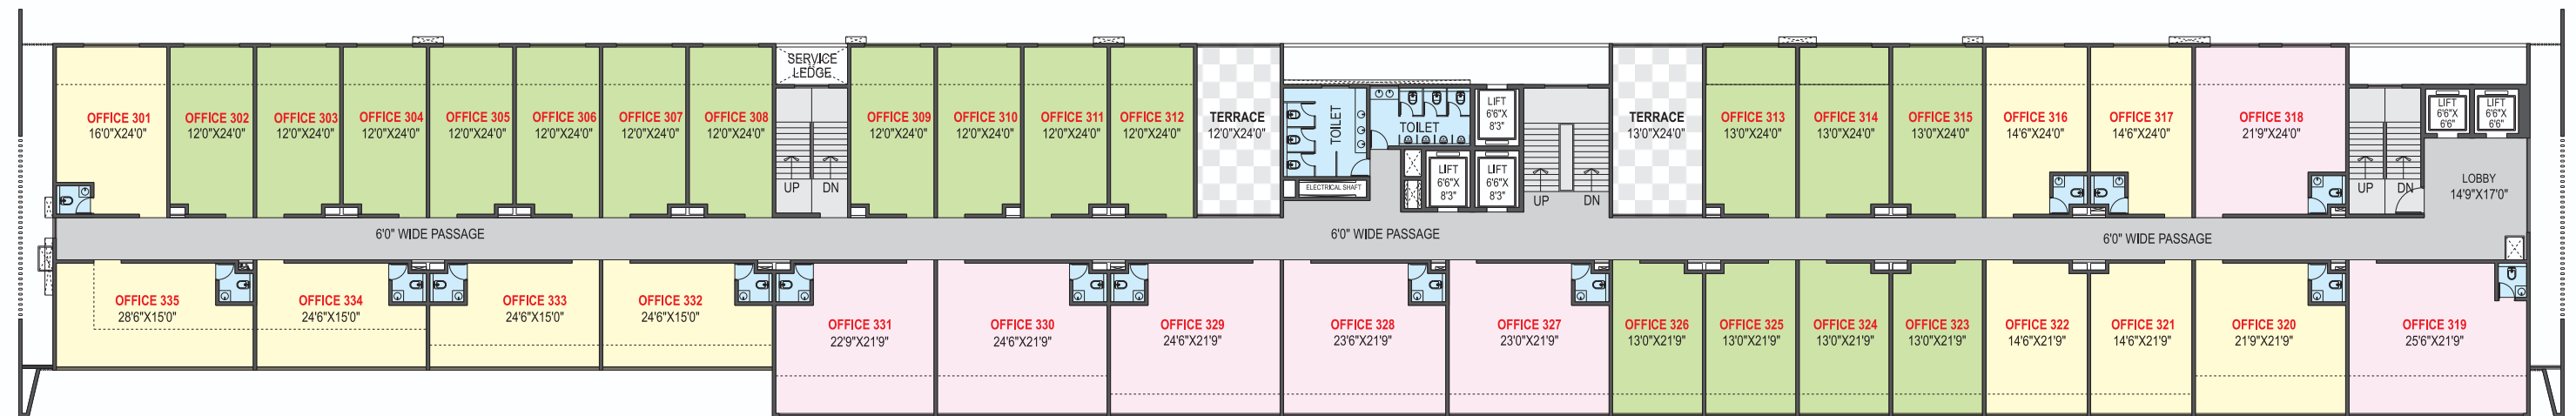 OFFICE 301
16'0"X24'0"
OFFICE 302
12'0"X24'0"
OFFICE 303
12'0"X24'0"
OFFICE 304
12'0"X24'0"
OFFICE 305
12'0"X24'0"
OFFICE 306
12'0"X24'0"
OFFICE 307
12'0"X24'0"
OFFICE 308
12'0"X24'0"
SERVICE
LEDGE
UP
DN
OFFICE 309
12'0"X24'0"
OFFICE 310
12'0"X24'0"
OFFICE 311
12'0"X24'0"
OFFICE 312
12'0"X24'0"
TERRACE
12'0"X24'0"
TOILET
ELECTRICAL SHAFT
TOILET
LIFT
6'6"X
8'3"
LIFT
6'6"X
8'3"
LIFT
6'6"X
8'3"
UP
DN
TERRACE
13'0"X24'0"
OFFICE 313
13'0"X24'0"
OFFICE 314
13'0"X24'0"
OFFICE 315
13'0"X24'0"
OFFICE 316
14'6"X24'0"
OFFICE 317
14'6"X24'0"
OFFICE 318
21'9"X24'0"
UP
DN
LIFT
6'6"X
6'6"
LIFT
6'6"X
6'6"
LOBBY
14'9"X17'0"
6'0" WIDE PASSAGE
6'0" WIDE PASSAGE
6'0" WIDE PASSAGE
OFFICE 335
28'6"X15'0"
OFFICE 334
24'6"X15'0"
OFFICE 333
24'6"X15'0"
OFFICE 332
24'6"X15'0"
OFFICE 331
22'9"X21'9"
OFFICE 330
24'6"X21'9"
OFFICE 329
24'6"X21'9"
OFFICE 328
23'6"X21'9"
OFFICE 327
23'0"X21'9"
OFFICE 326
13'0"X21'9"
OFFICE 325
13'0"X21'9"
OFFICE 324
13'0"X21'9"
OFFICE 323
13'0"X21'9"
OFFICE 322
14'6"X21'9"
OFFICE 321
14'6"X21'9"
OFFICE 320
21'9"X21'9"
OFFICE 319
25'6"X21'9"